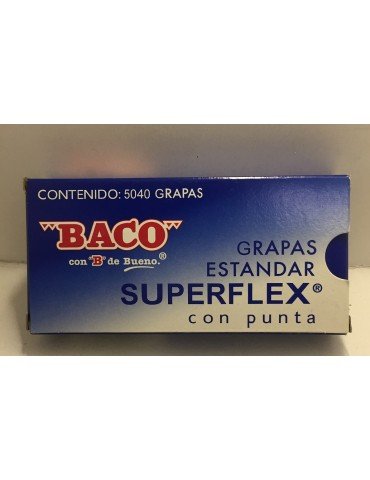 CONTENIDO: 5040 GRAPAS
"BACO"
con "B" de Bueno.®
GRAPAS
ESTANDAR
SUPERFLEX®
con punta